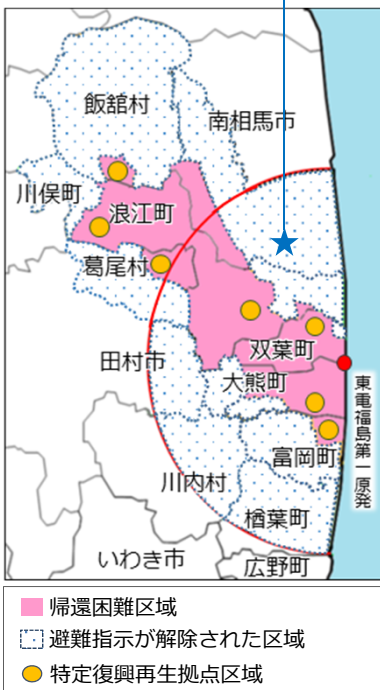 飯舘村
南相馬市
川俣町
浪江町
葛尾村
田村市
双葉町
大熊町
東電福島第一原発
富岡町
川内村
楢葉町
いわき市
広野町
帰還困難区域
避難指示が解除された区域
特定復興再生拠点区域